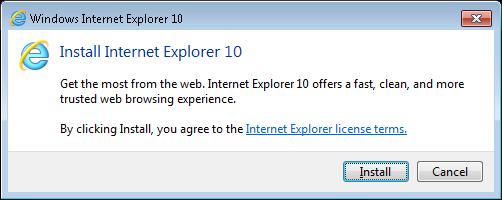 Windows Internet Explorer 10
Install Internet Explorer 10
Get the most from the web. Internet Explorer 10 offers a fast, clean, and more
trusted web browsing experience.
By clicking Install, you agree to the Internet Explorer license terms.
Install Cancel